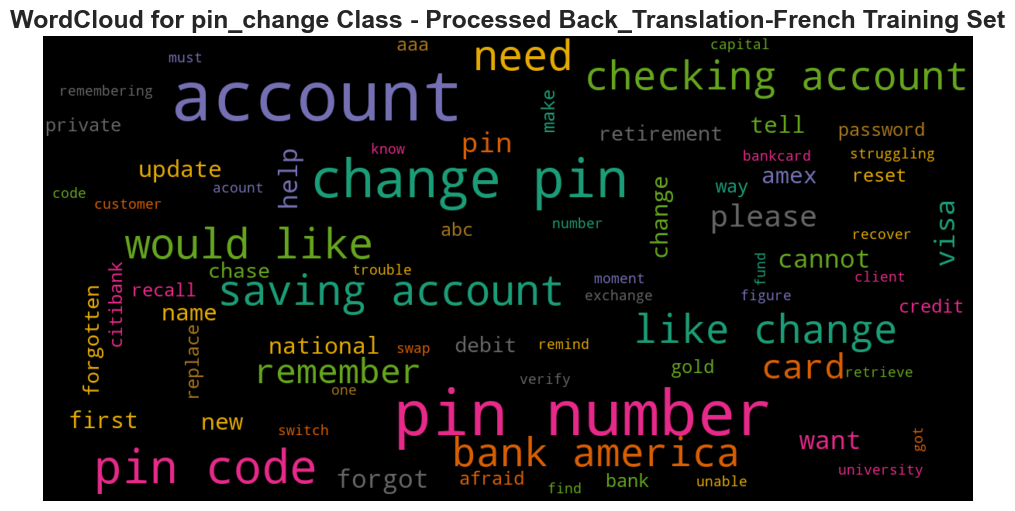 WordCloud for pin_change Class - Processed Back_Translation-French Training Set
aaa
need
capital
must
account
checking account
remembering
make
private
pin
retirement
tell
password
know
bankcard
struggling
update
help
change pin
change
way
amex
reset
code
acount
customer
abc
number
please
visa
would like
recover
chase
trouble
cannot
citibank
recall
saving account
moment
fund
client
exchange
figure
forgotten
name
credit
like change
replace
national
swap
debit
remind
remember
gold
card
retrieve
verify
one
first
new
pin number
switch
want
got
pin code
bank america
forgot
afraid
bank
unable
university
find